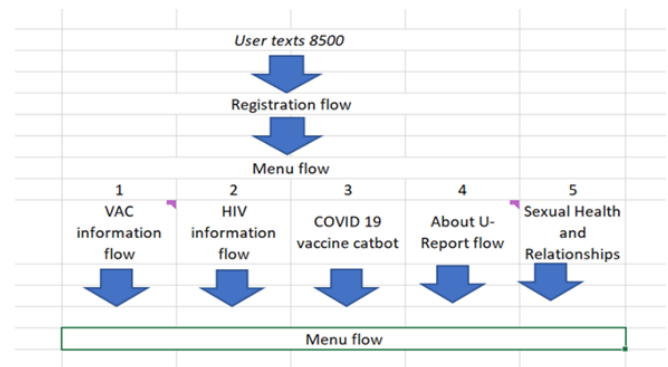 User texts 8500
Registration flow
Menu flow
1 2 3 4 5
VAC
information
flow
HIV
information
flow
COVID 19
vaccine catbot
About U-
Report flow
Sexual Health
and
Relationships
Menu flow